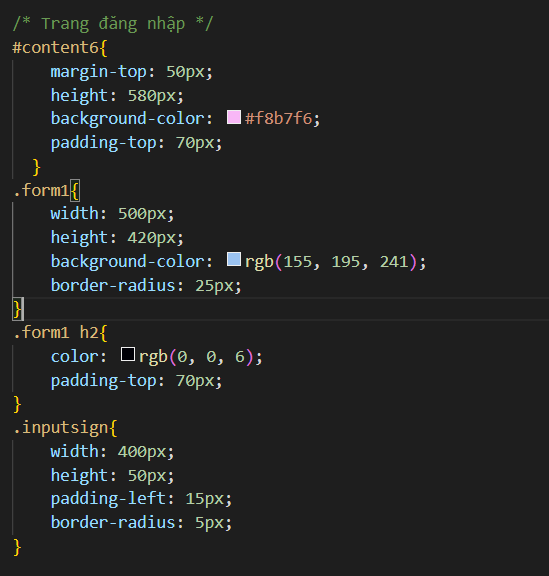 /* Trang đăng nhập */
#content6{
    margin-top: 50px;
    height: 580px;
    background-color: #f8b7f6;
    padding-top: 70px;
  }
.form1{
    width: 500px;
    height: 420px;
    background-color: rgb(155, 195, 241);
    border-radius: 25px;
}
.form1 h2{
    color: rgb(0, 0, 6);
    padding-top: 70px;
}
.inputsign{
    width: 400px;
    height: 50px;
    padding-left: 15px;
    border-radius: 5px;
}